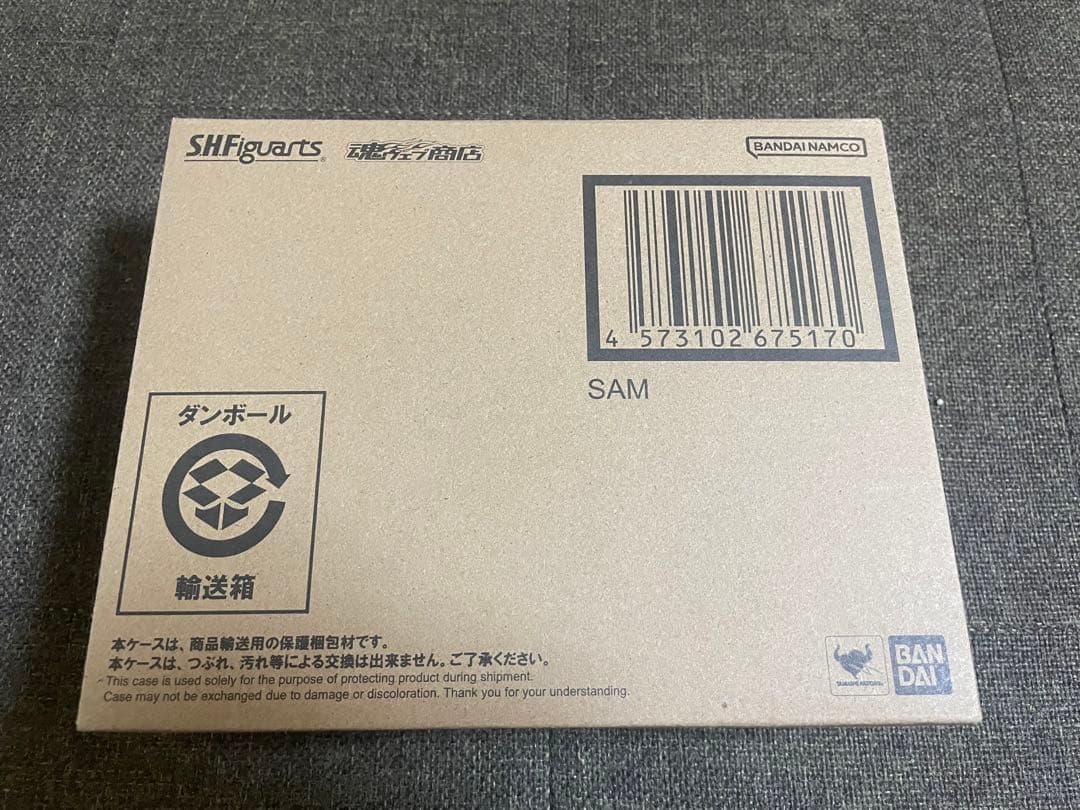 S.H.Figuarts
魂ウェブ商店
BANDAI NAMCO
4 573102 675170
SAM
ダンボール
輸送箱
本ケースは、商品輸送用の保護梱包材です。
本ケースは、つぶれ、汚れ等による交換は出来ません。ご了承ください。
This case is used solely for the purpose of protecting product during shipment.
Case may not be exchanged due to damage or discoloration. Thank you for your understanding.
TAMASHII NATIONS
BAN
DAI